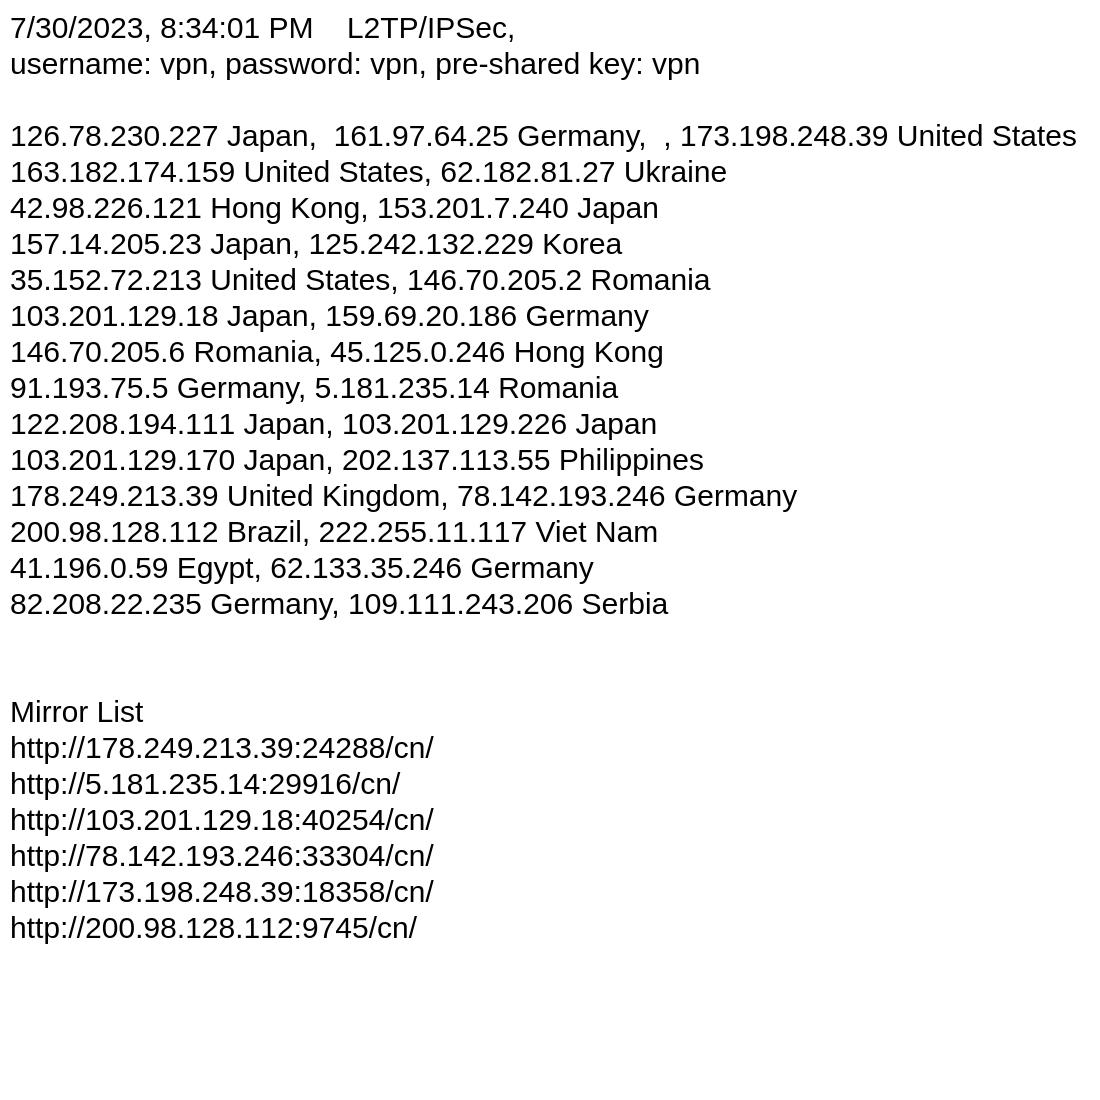 7/30/2023, 8:34:01 PM    L2TP/IPSec,
username: vpn, password: vpn, pre-shared key: vpn
126.78.230.227 Japan,  161.97.64.25 Germany,  , 173.198.248.39 United States
163.182.174.159 United States, 62.182.81.27 Ukraine
42.98.226.121 Hong Kong, 153.201.7.240 Japan
157.14.205.23 Japan, 125.242.132.229 Korea
35.152.72.213 United States, 146.70.205.2 Romania
103.201.129.18 Japan, 159.69.20.186 Germany
146.70.205.6 Romania, 45.125.0.246 Hong Kong
91.193.75.5 Germany, 5.181.235.14 Romania
122.208.194.111 Japan, 103.201.129.226 Japan
103.201.129.170 Japan, 202.137.113.55 Philippines
178.249.213.39 United Kingdom, 78.142.193.246 Germany
200.98.128.112 Brazil, 222.255.11.117 Viet Nam
41.196.0.59 Egypt, 62.133.35.246 Germany
82.208.22.235 Germany, 109.111.243.206 Serbia
Mirror List
http://178.249.213.39:24288/cn/
http://5.181.235.14:29916/cn/
http://103.201.129.18:40254/cn/
http://78.142.193.246:33304/cn/
http://173.198.248.39:18358/cn/
http://200.98.128.112:9745/cn/